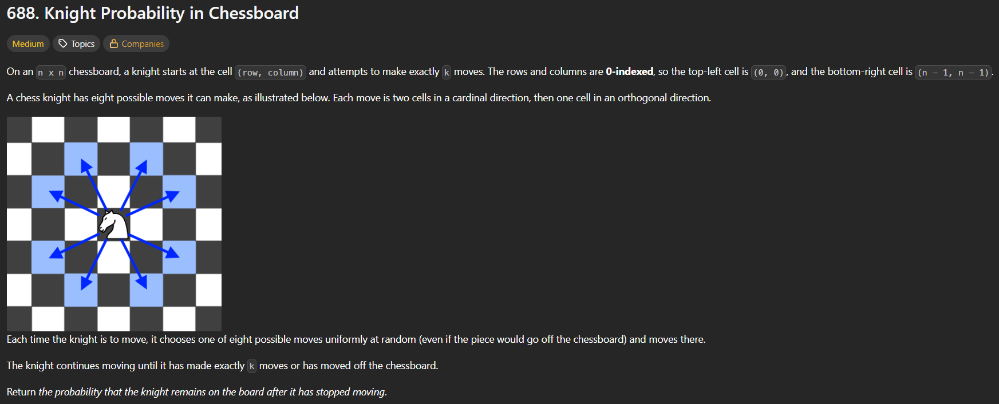 688. Knight Probability in Chessboard
Medium Topics Companies
On an n x n chessboard, a knight starts at the cell (row, column) and attempts to make exactly k moves. The rows and columns are 0-indexed, so the top-left cell is (0, 0), and the bottom-right cell is (n - 1, n - 1).
A chess knight has eight possible moves it can make, as illustrated below. Each move is two cells in a cardinal direction, then one cell in an orthogonal direction.
Each time the knight is to move, it chooses one of eight possible moves uniformly at random (even if the piece would go off the chessboard) and moves there.
The knight continues moving until it has made exactly k moves or has moved off the chessboard.
Return the probability that the knight remains on the board after it has stopped moving.